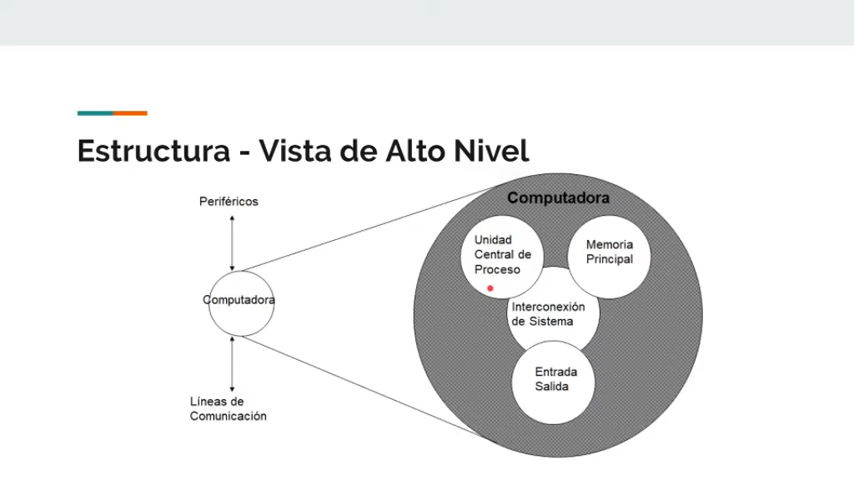 Estructura - Vista de Alto Nivel
Periféricos
Computadora
Líneas de
Comunicación
Computadora
Unidad
Central de
Proceso
Memoria
Principal
Interconexión
de Sistema
Entrada
Salida